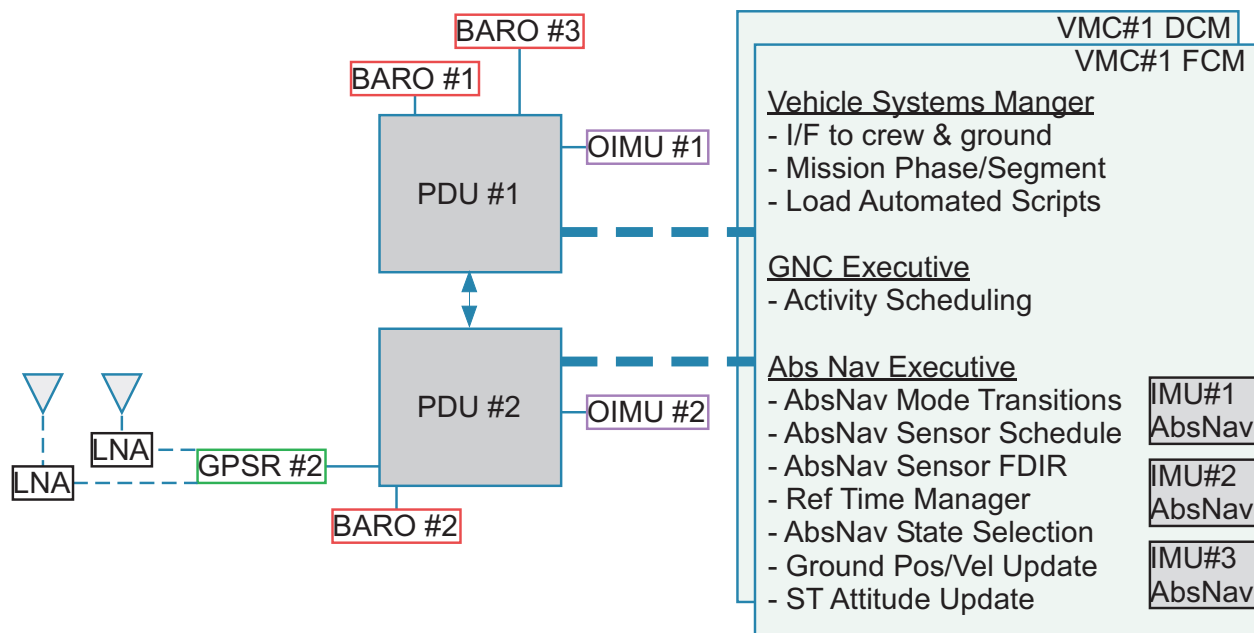 BARO #3
BARO #1
OIMU #1
PDU #1
PDU #2
OIMU #2
LNA
LNA
GPSR #2
BARO #2
VMC#1 DCM
VMC#1 FCM
Vehicle Systems Manger
- I/F to crew & ground
- Mission Phase/Segment
- Load Automated Scripts
GNC Executive
- Activity Scheduling
Abs Nav Executive
- AbsNav Mode Transitions
- AbsNav Sensor Schedule
- AbsNav Sensor FDIR
- Ref Time Manager
- AbsNav State Selection
- Ground Pos/Vel Update
- ST Attitude Update
IMU#1
AbsNav
IMU#2
AbsNav
IMU#3
AbsNav